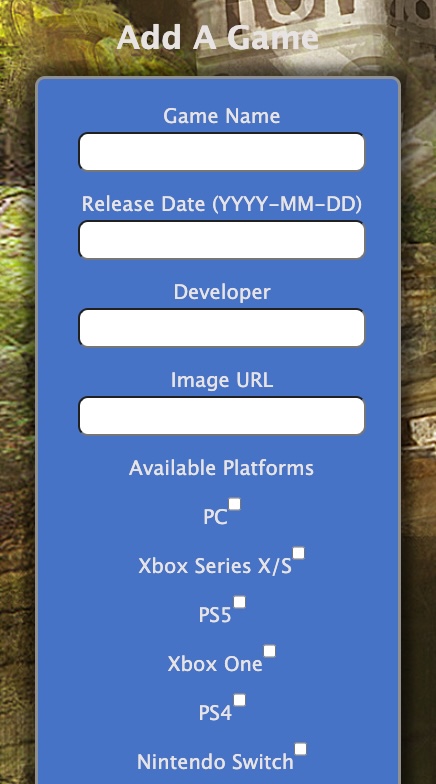 Add A Game
Game Name
Release Date (YYYY-MM-DD)
Developer
Image URL
Available Platforms
PC
Xbox Series X/S
PS5
Xbox One
PS4
Nintendo Switch